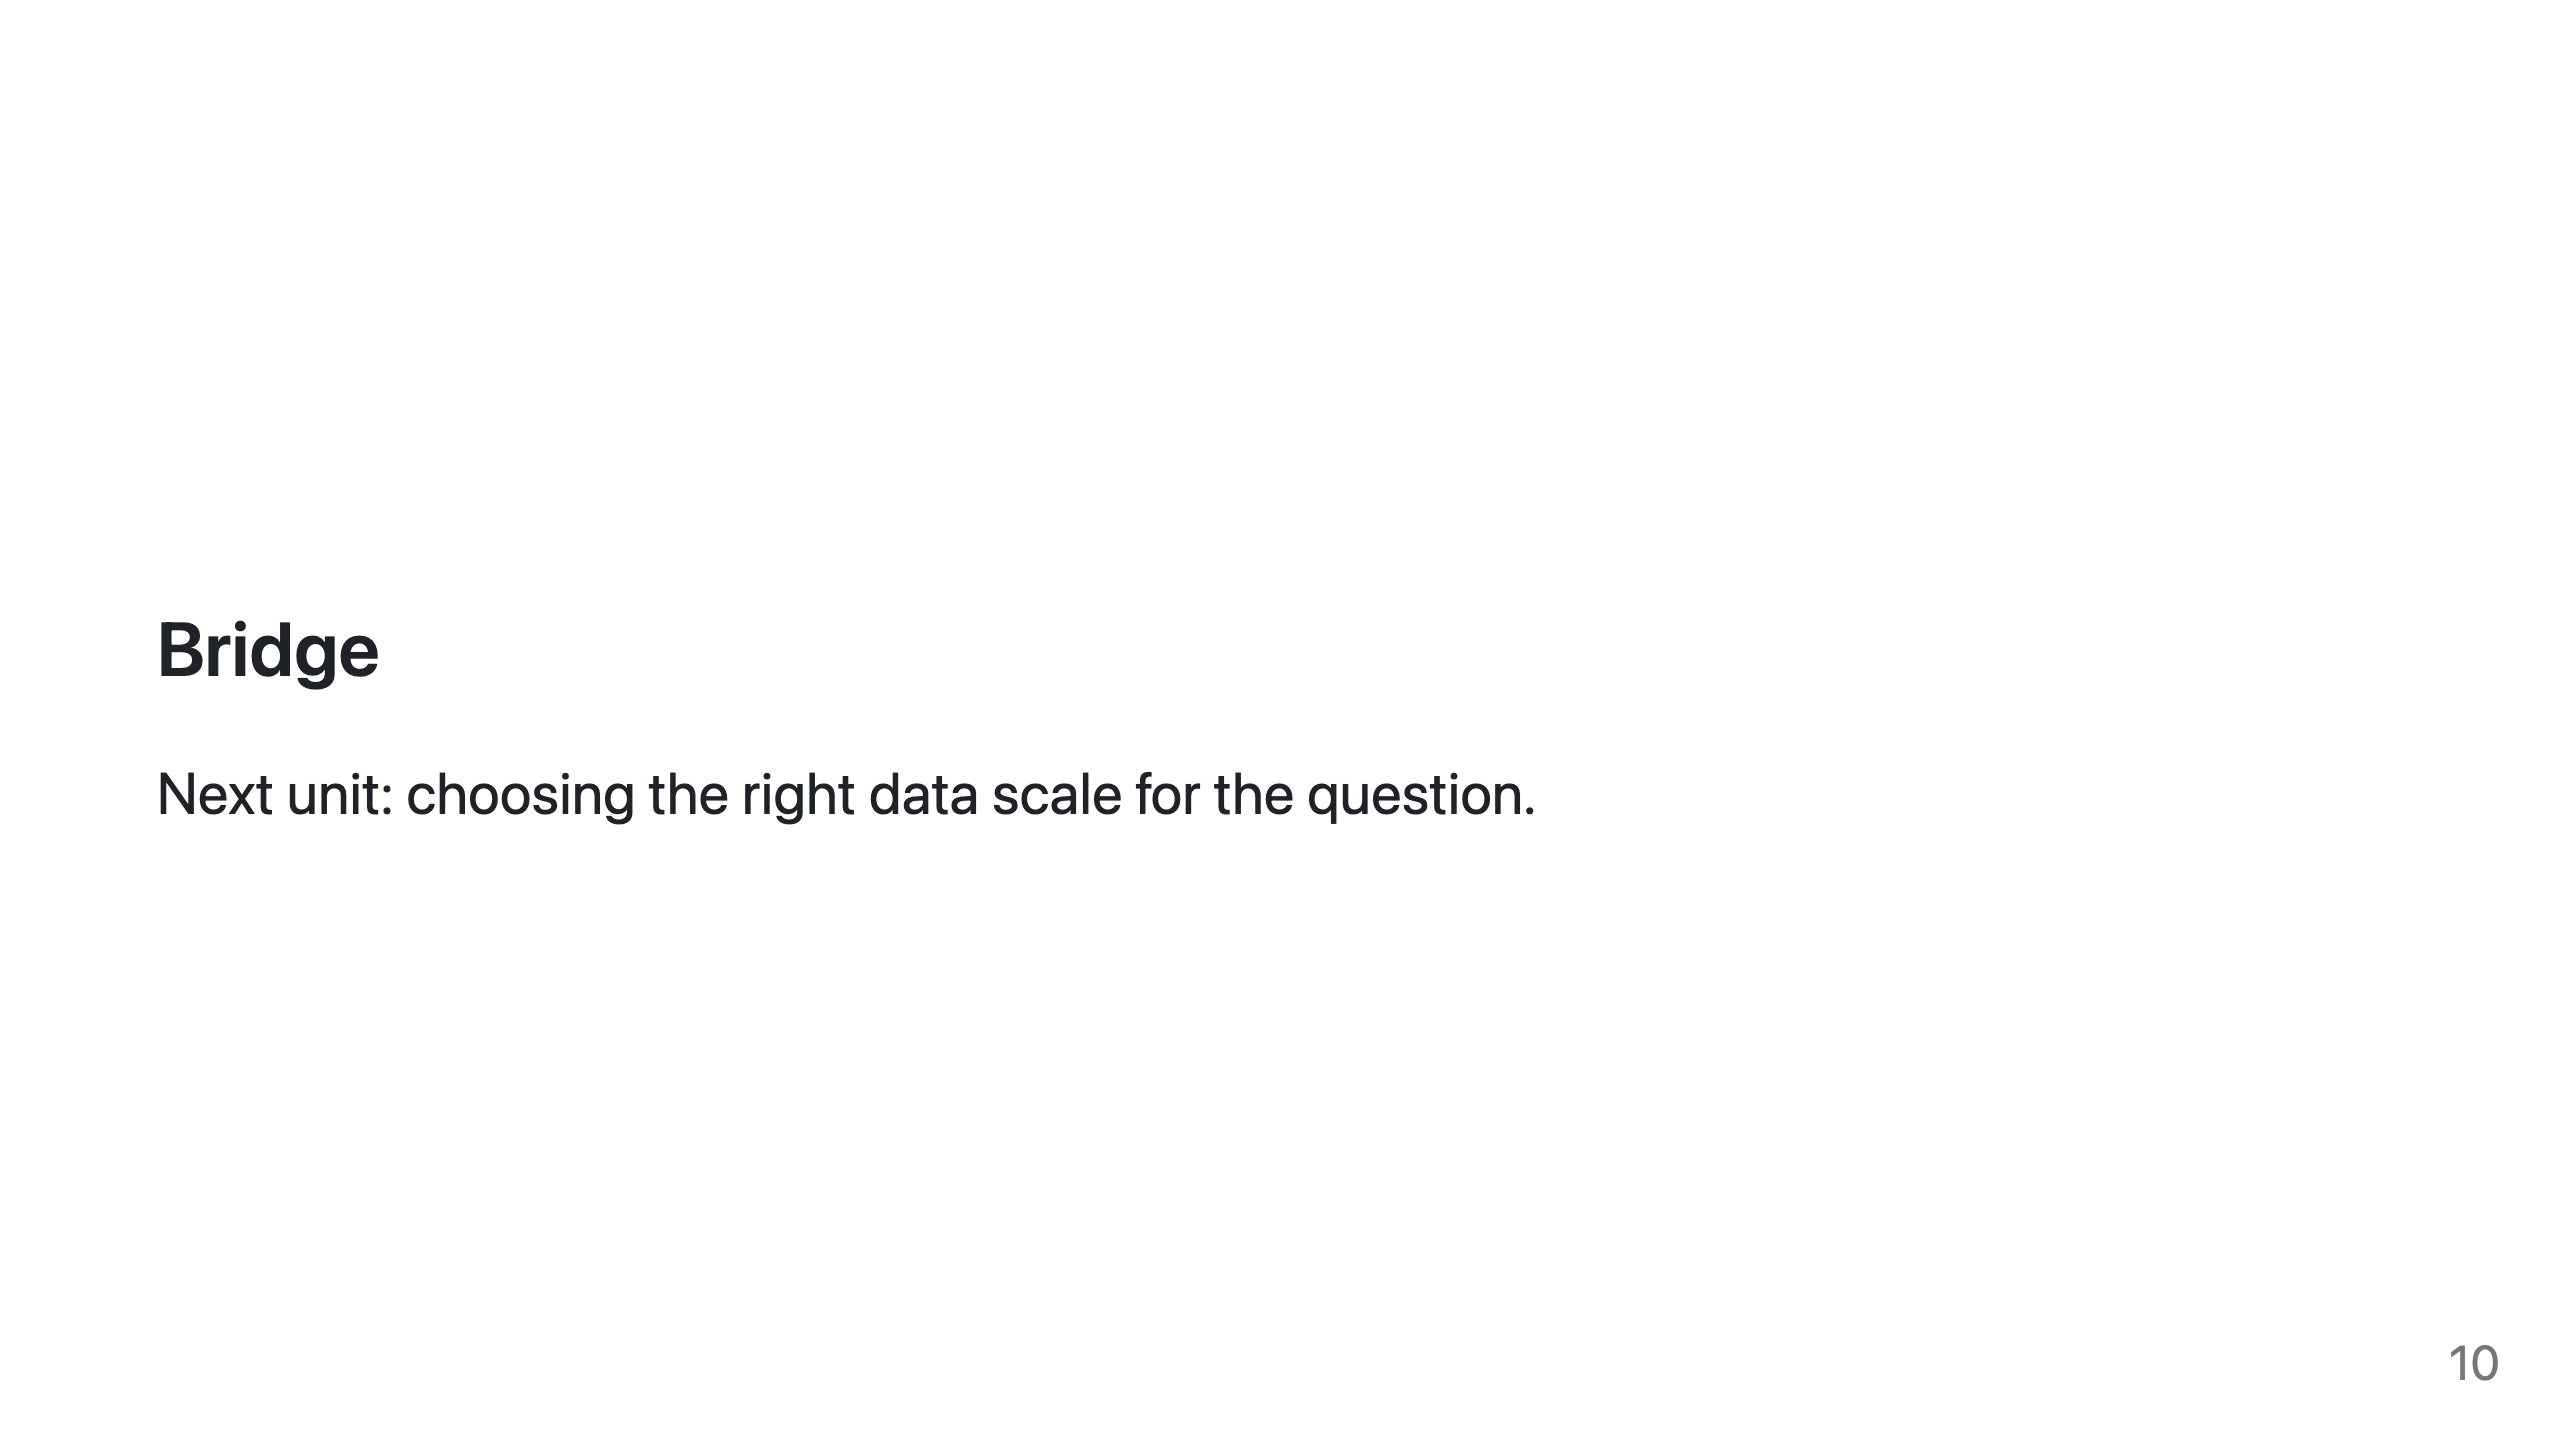 Bridge
Next unit: choosing the right data scale for the question.
10